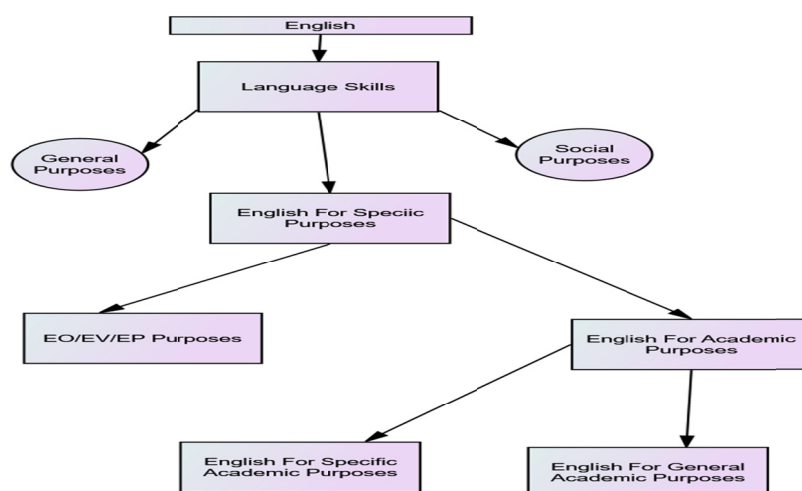 English
Language Skills
General
Purposes
Social
Purposes
English For Speciic
Purposes
EO/EV/EP Purposes
English For Academic
Purposes
English For Specific
Academic Purposes
English For General
Academic Purposes